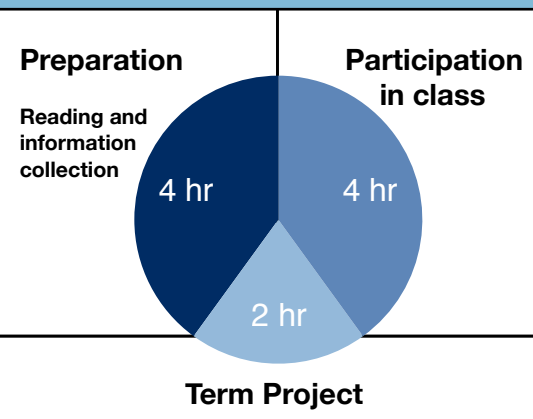 Preparation
Reading and
information
collection
4 hr
Participation
in class
4 hr
2 hr
Term Project